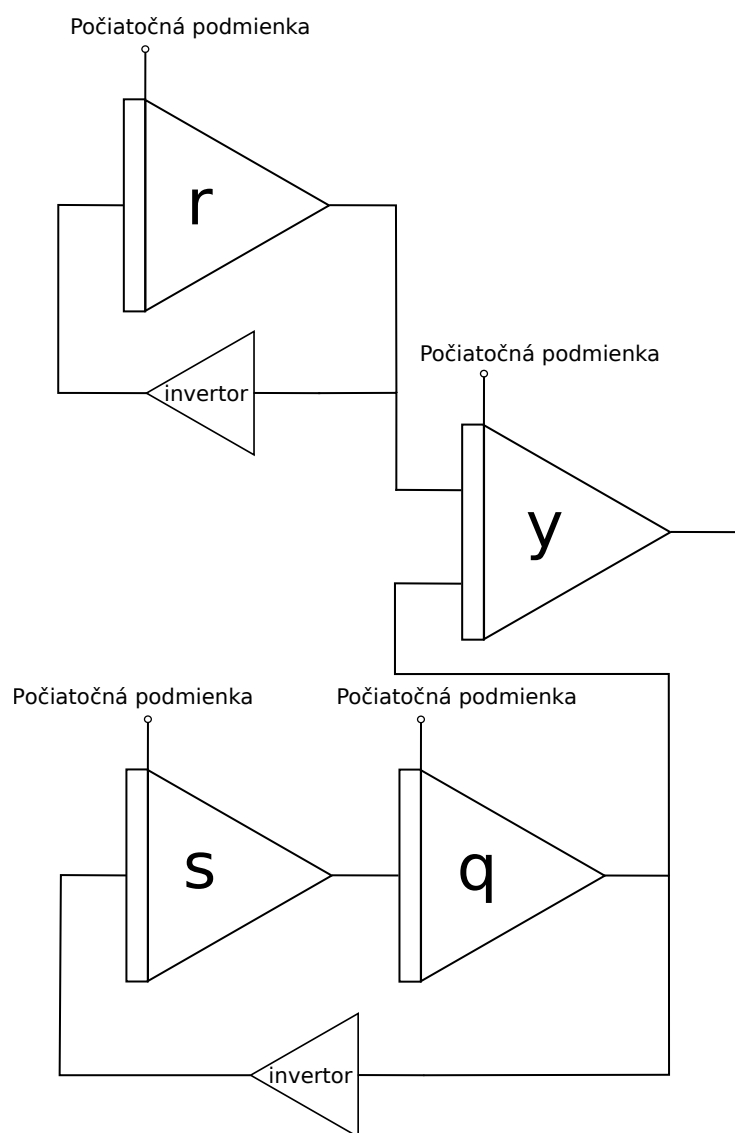 Počiatočná podmienka
r
invertor
Počiatočná podmienka
y
Počiatočná podmienka
Počiatočná podmienka
s
q
invertor